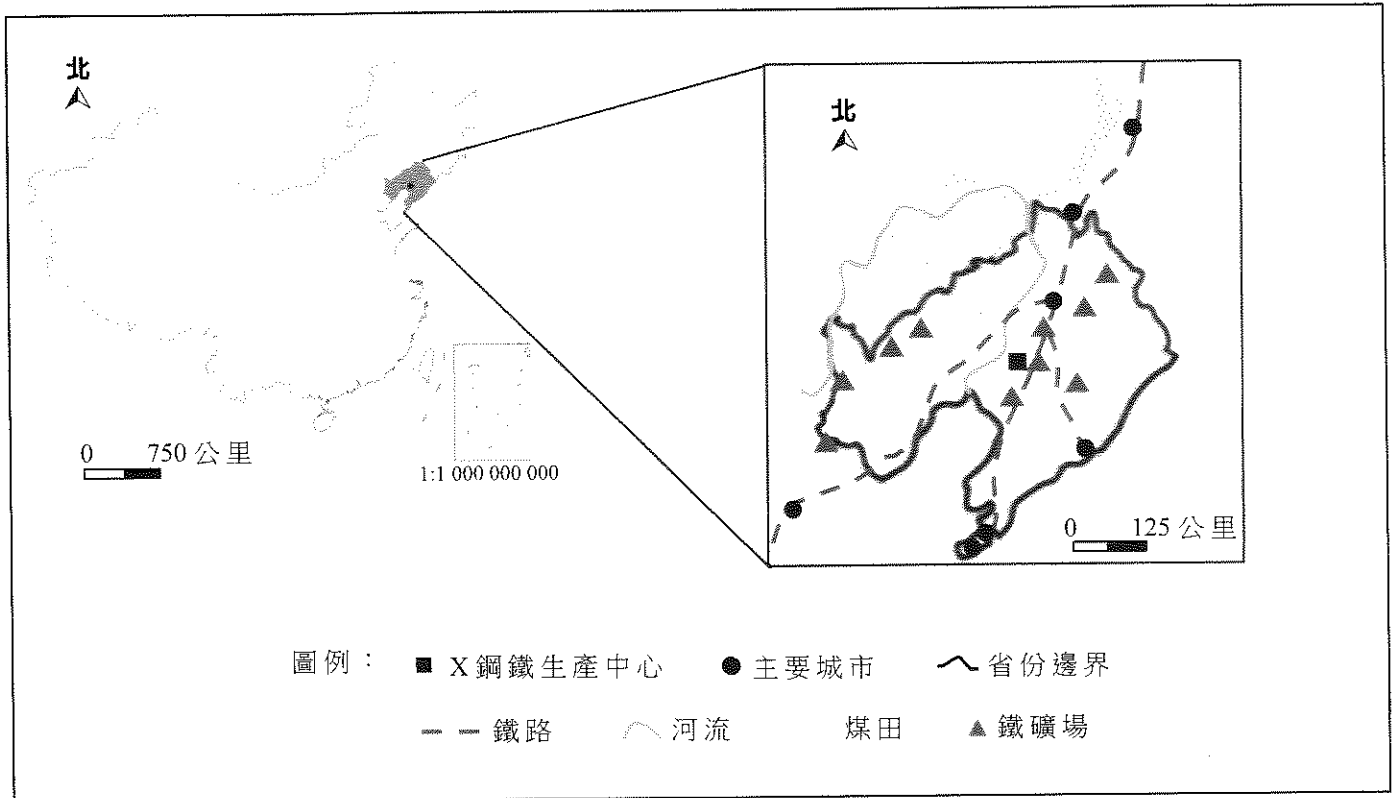 北
北
0 750 公里
1:1 000 000 000
0 125 公里
圖例： X鋼鐵生產中心 主要城市 省份邊界
鐵路 河流 煤田 鐵礦場